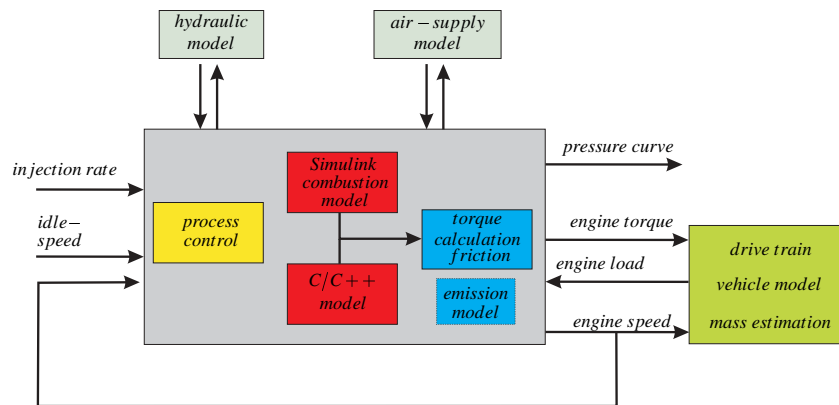 hydraulic
model
air – supply
model
injection rate
idle–
speed
process
control
Simulink
combustion
model
C/C++
model
torque
calculation
friction
emission
model
pressure curve
engine torque
engine load
engine speed
drive train
vehicle model
mass estimation